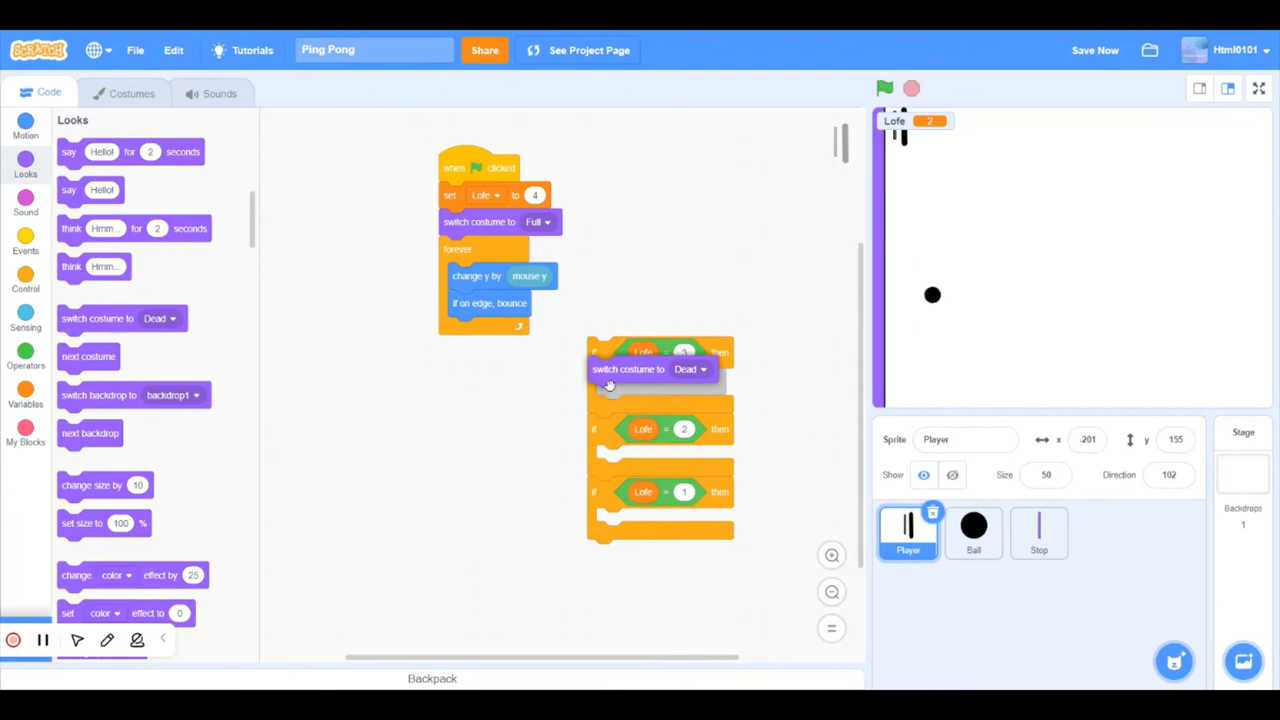 SCRATCH File Edit Tutorials Ping Pong Share See Project Page Save Now Html0101
Code Costumes Sounds
Motion
Looks
Sound
Events
Control
Sensing
Operators
Variables
My Blocks
Looks
say Hello! for 2 seconds
say Hello!
think Hmm... for 2 seconds
think Hmm...
switch costume to Dead
next costume
switch backdrop to backdrop1
next backdrop
change size by 10
set size to 100 %
change color effect by 25
set color effect to 0
when clicked
set Lofe to 4
switch costume to Full
forever
change y by mouse y
if on edge, bounce
if Lofe = 3 then
switch costume to Dead
if Lofe = 2 then
if Lofe = 1 then
Backpack
Lofe 2
Sprite Player x -201 y 155
Show Size 50 Direction 102
Player
Ball
Stop
Stage
Backdrops
1